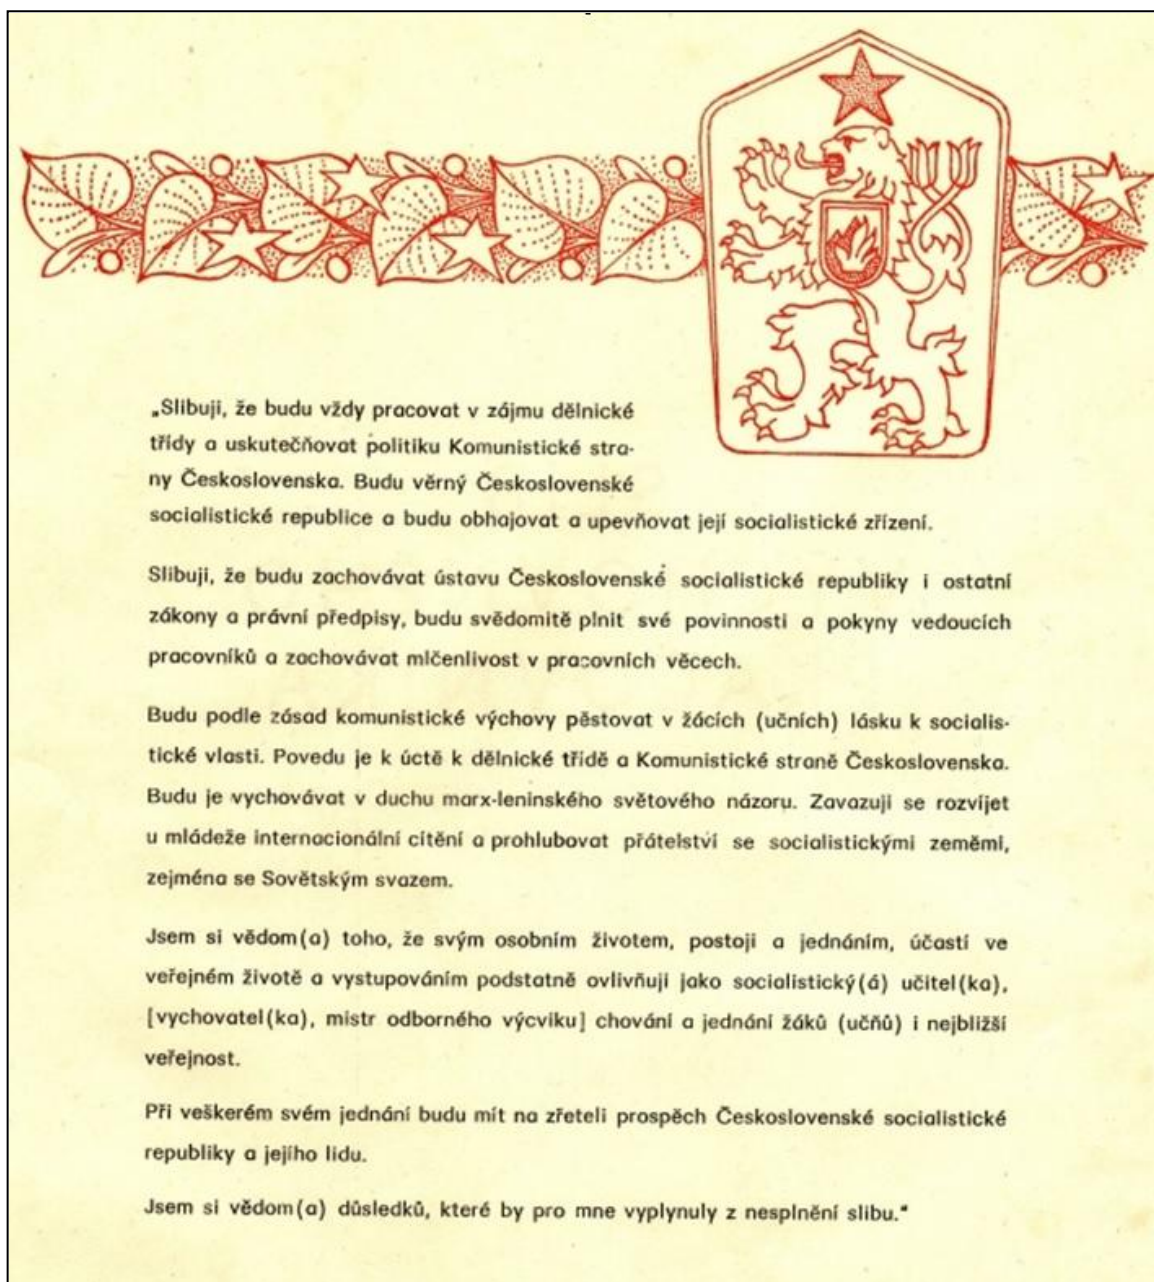 „Slibuji, že budu vždy pracovat v zájmu dělnické
třídy a uskutečňovat politiku Komunistické stra-
ny Československa. Budu věrný Československé
socialistické republice a budu obhajovat a upevňovat její socialistické zřízení.
Slibuji, že budu zachovávat ústavu Československé socialistické republiky i ostatní
zákony a právní předpisy, budu svědomitě plnit své povinnosti a pokyny vedoucích
pracovníků a zachovávat mlčenlivost v pracovních věcech.
Budu podle zásad komunistické výchovy pěstovat v žácích (učních) lásku k socialis-
tické vlasti. Povedu je k úctě k dělnické třídě a Komunistické straně Československa.
Budu je vychovávat v duchu marx-leninského světového názoru. Zavazuji se rozvíjet
u mládeže internacionální cítění a prohlubovat přátelství se socialistickými zeměmi,
zejména se Sovětským svazem.
Jsem si vědom(a) toho, že svým osobním životem, postoji a jednáním, účastí ve
veřejném životě a vystupováním podstatně ovlivňuji jako socialistický(á) učitel(ka),
[vychovatel(ka), mistr odborného výcviku] chování a jednání žáků (učňů) i nejbližší
veřejnost.
Při veškerém svém jednání budu mít na zřeteli prospěch Československé socialistické
republiky a jejího lidu.
Jsem si vědom(a) důsledků, které by pro mne vyplynuly z nesplnění slibu."